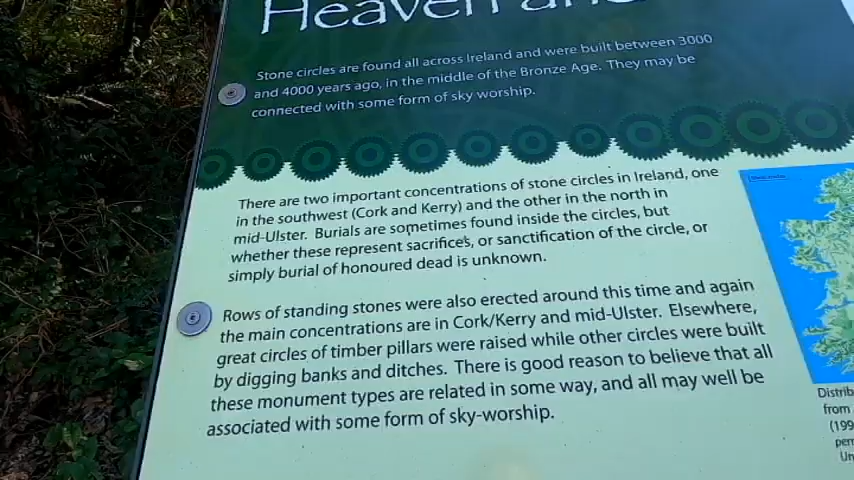 Heaven and
Stone circles are found all across Ireland and were built between 3000
and 4000 years ago, in the middle of the Bronze Age. They may be
connected with some form of sky worship.
There are two important concentrations of stone circles in Ireland, one
in the southwest (Cork and Kerry) and the other in the north in
mid-Ulster. Burials are sometimes found inside the circles, but
whether these represent sacrifices, or sanctification of the circle, or
simply burial of honoured dead is unknown.
Rows of standing stones were also erected around this time and again
the main concentrations are in Cork/Kerry and mid-Ulster. Elsewhere,
great circles of timber pillars were raised while other circles were built
by digging banks and ditches. There is good reason to believe that all
these monument types are related in some way, and all may well be
associated with some form of sky-worship.
Distrib
from
(199
per
Un